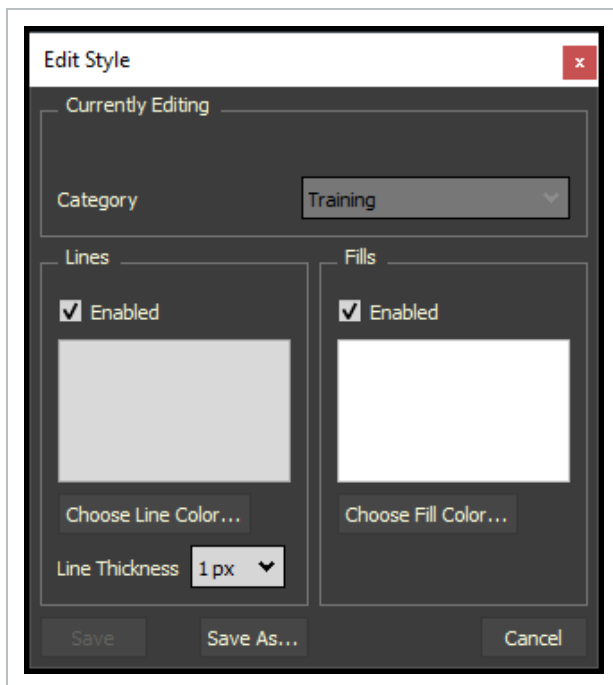 Edit Style
x
Currently Editing
Category Training
Lines
Enabled
Choose Line Color...
Line Thickness 1 px
Fills
Enabled
Choose Fill Color...
Save Save As... Cancel